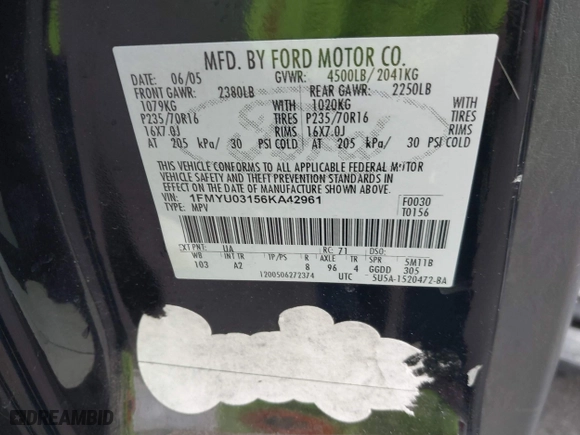 MFD. BY FORD MOTOR CO.
DATE: 06/05 GVWR: 4500LB/2041KG
FRONT GAWR: 2380LB REAR GAWR: 2250LB
1079KG WITH 1020KG WITH
P235/70R16 TIRES P235/70R16 TIRES
16X7.0J RIMS 16X7.0J RIMS
AT 205 kPa/ 30 PSI COLD AT 205 kPa/ 30 PSI COLD
THIS VEHICLE CONFORMS TO ALL APPLICABLE FEDERAL MOTOR
VEHICLE SAFETY AND THEFT PREVENTION STANDARDS
IN EFFECT ON THE DATE OF MANUFACTURE SHOWN ABOVE.
VIN: 1FMYU03156KA42961 F0030
TYPE: MPV T0156
EXT PNT: UA RC: 71 DSO:
WB INT TR TP/PS R AXLE TR SPR 5M11B
103 A2 8 96 4 GGDD 305
1200506272374 UTC 5U5A-1520472-BA
DREAMBID